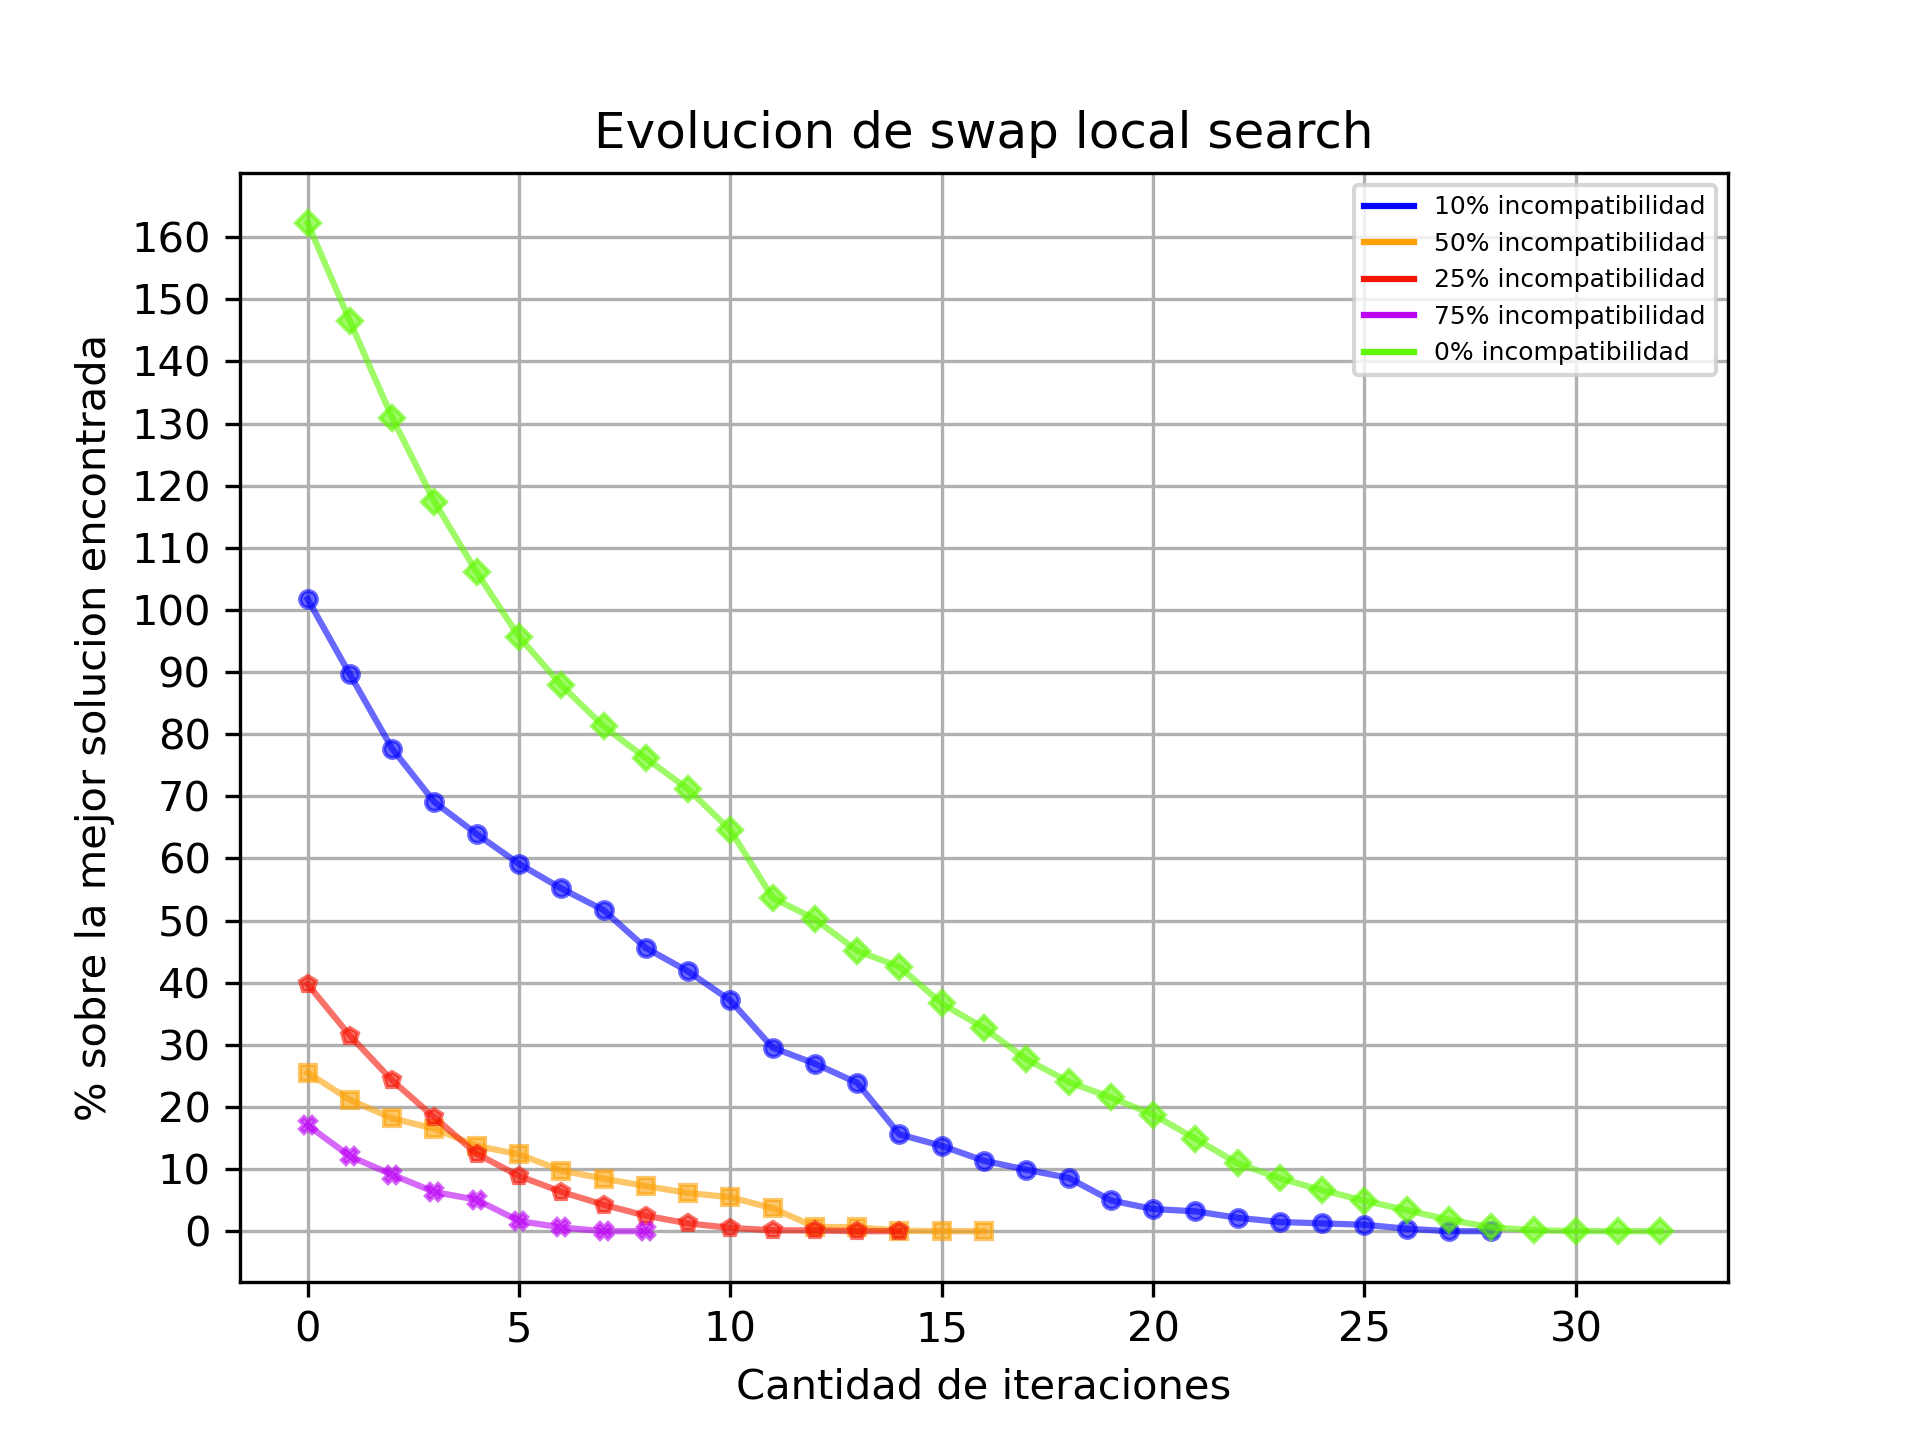 Evolucion de swap local search
10% incompatibilidad
50% incompatibilidad
25% incompatibilidad
75% incompatibilidad
0% incompatibilidad
% sobre la mejor solucion encontrada
160
150
140
130
120
110
100
90
80
70
60
50
40
30
20
10
0
0 5 10 15 20 25 30
Cantidad de iteraciones